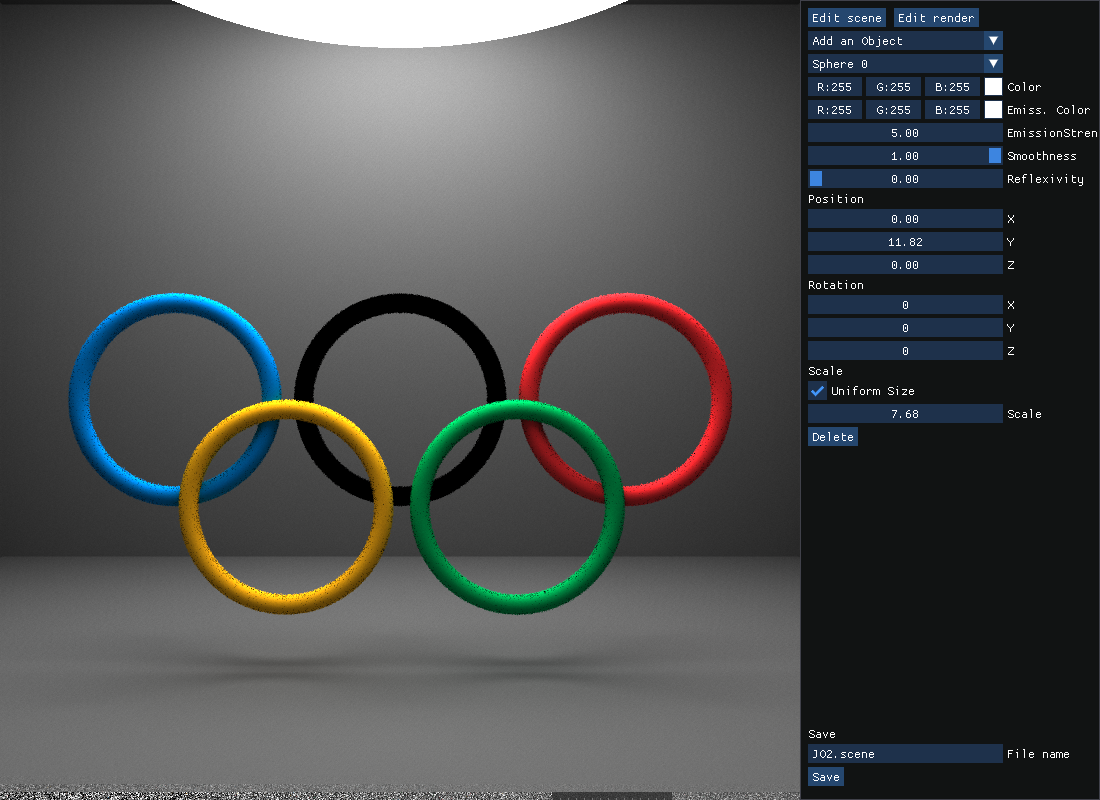 Edit scene Edit render
Add an Object
Sphere 0
R:255 G:255 B:255 Color
R:255 G:255 B:255 Emiss. Color
5.00 EmissionStren
1.00 Smoothness
0.00 Reflexivity
Position
0.00 X
11.82 Y
0.00 Z
Rotation
0 X
0 Y
0 Z
Scale
Uniform Size
7.68 Scale
Delete
Save
JO2.scene File name
Save